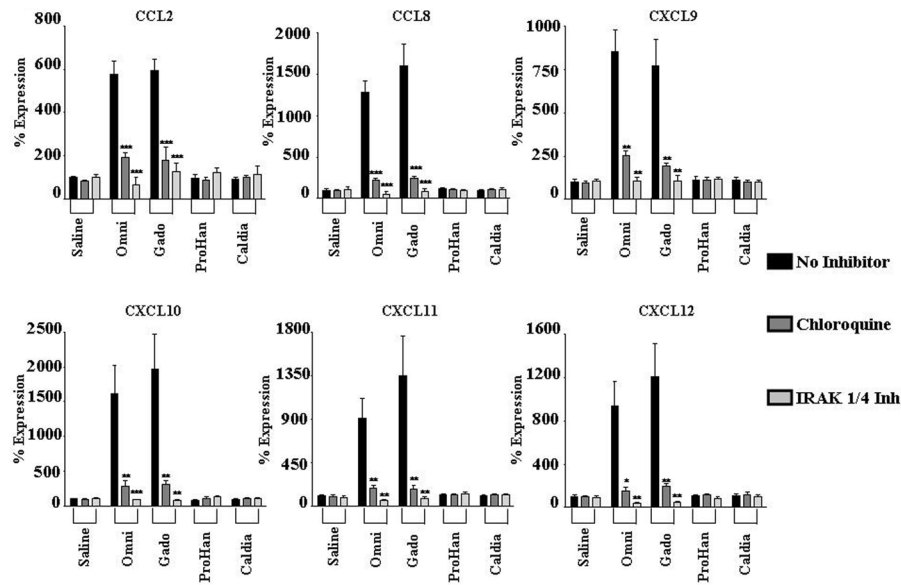 CCL2
CCL8
CXCL9
% Expression
800
600
400
200
0
% Expression
2000
1500
1000
500
0
% Expression
1000
750
500
250
0
*** *** *** ***
*** *** *** ***
** ** ** **
Saline Omni Gado ProHan Caldia
Saline Omni Gado ProHan Caldia
Saline Omni Gado ProHan Caldia
No Inhibitor
Chloroquine
IRAK 1/4 Inh
CXCL10
CXCL11
CXCL12
% Expression
2500
2000
1500
1000
500
0
% Expression
1800
1350
900
450
0
% Expression
1600
1200
800
400
0
** *** ** **
** ** ** **
* ** ** **
Saline Omni Gado ProHan Caldia
Saline Omni Gado ProHan Caldia
Saline Omni Gado ProHan Caldia